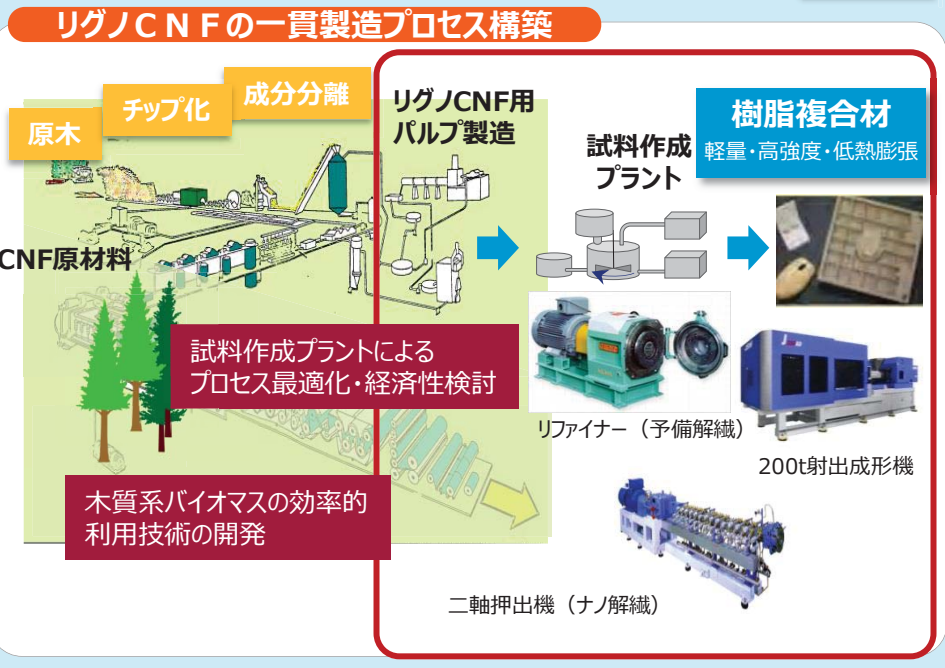 リグノCNFの一貫製造プロセス構築
原木
チップ化
成分分離
リグノCNF用
パルプ製造
試料作成
プラント
樹脂複合材
軽量・高強度・低熱膨張
CNF原材料
試料作成プラントによる
プロセス最適化・経済性検討
リファイナー（予備解繊）
200t射出成形機
木質系バイオマスの効率的
利用技術の開発
二軸押出機（ナノ解繊）